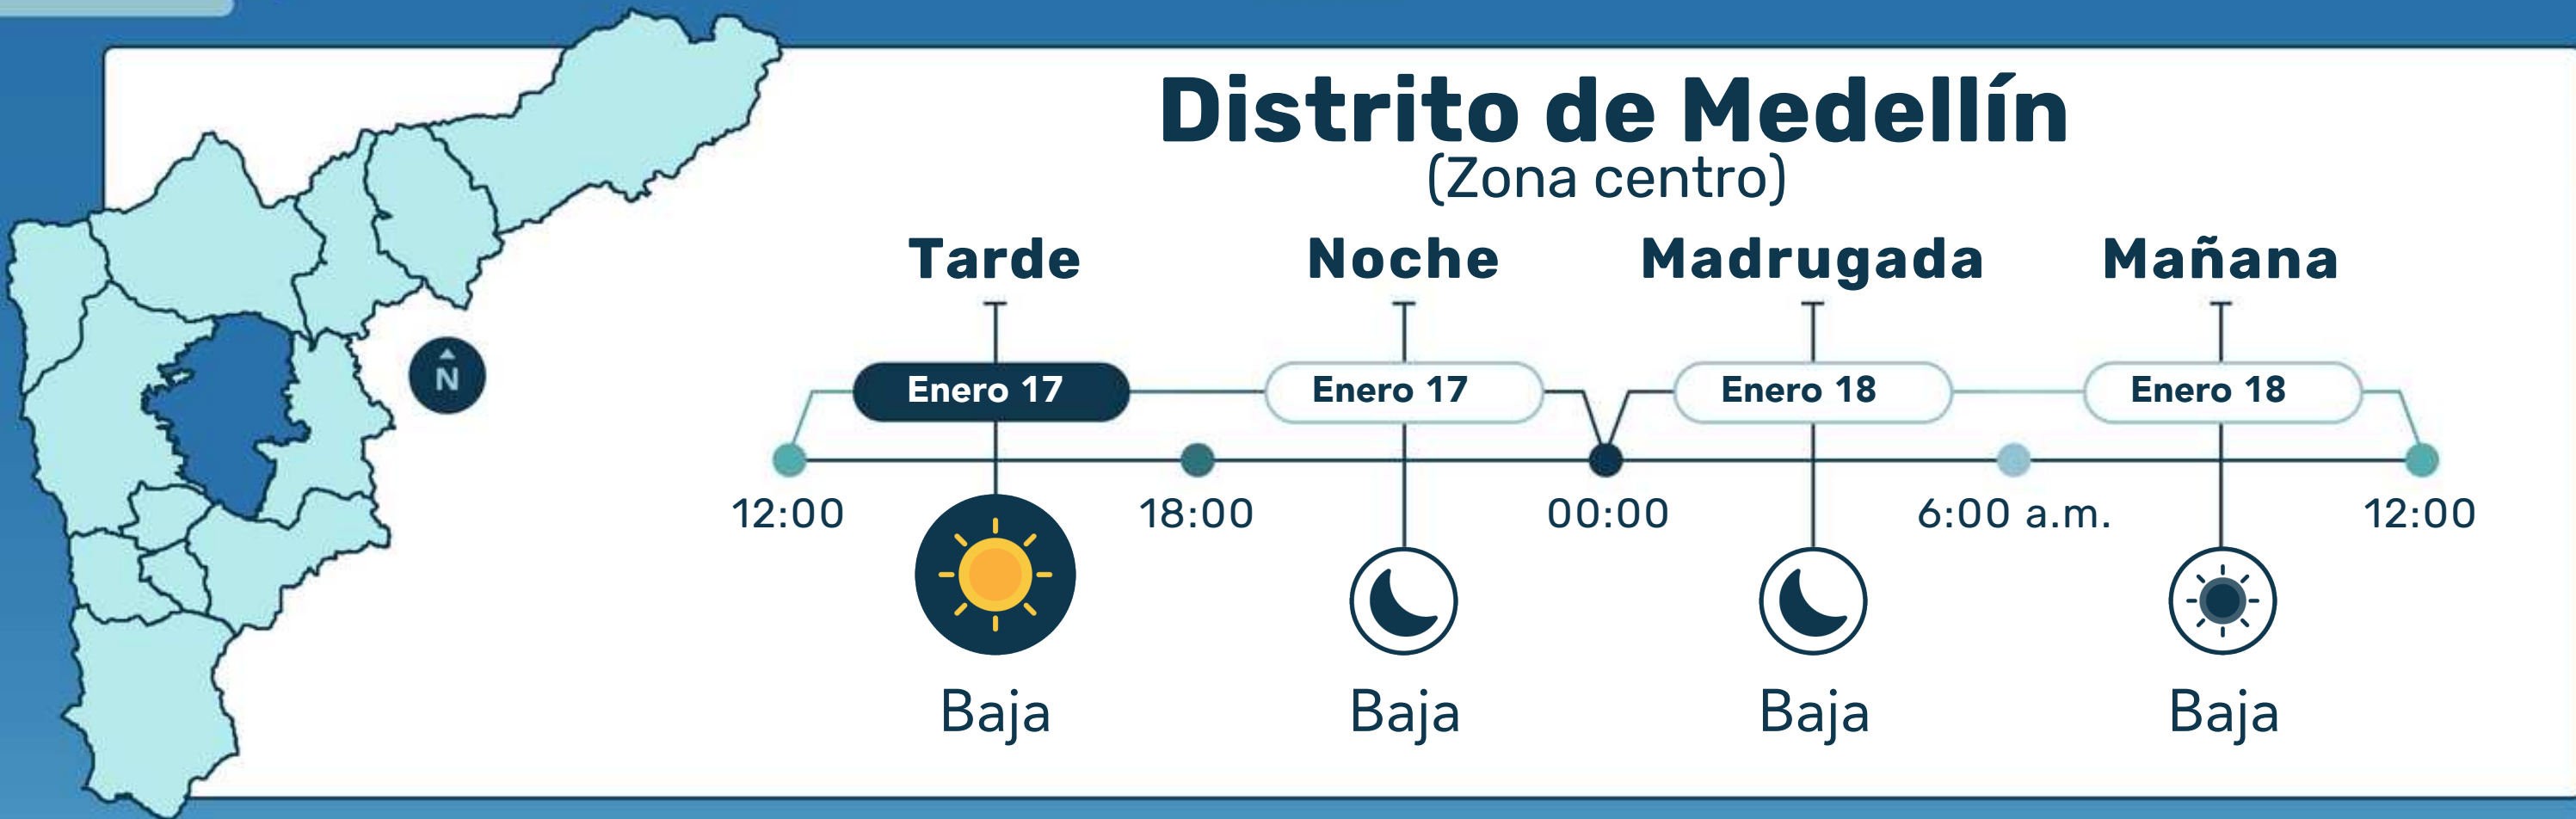 Distrito de Medellín
(Zona centro)
Tarde Noche Madrugada Mañana
Enero 17 Enero 17 Enero 18 Enero 18
N
12:00 18:00 00:00 6:00 a.m. 12:00
Baja Baja Baja Baja